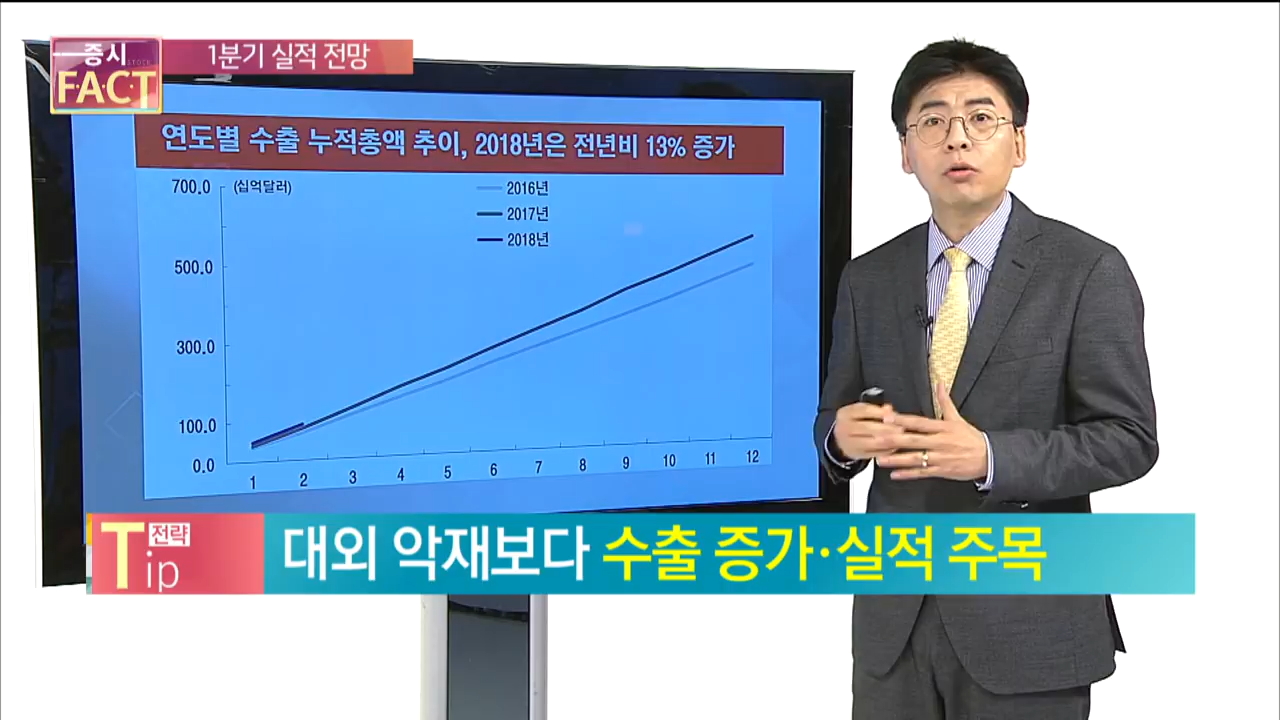 증시
STOCK
F·A·C·T
1분기 실적 전망
연도별 수출 누적총액 추이, 2018년은 전년비 13% 증가
700.0
(십억달러)
2016년
2017년
2018년
500.0
300.0
100.0
0.0
1 2 3 4 5 6 7 8 9 10 11 12
Tip 전략
대외 악재보다 수출 증가·실적 주목